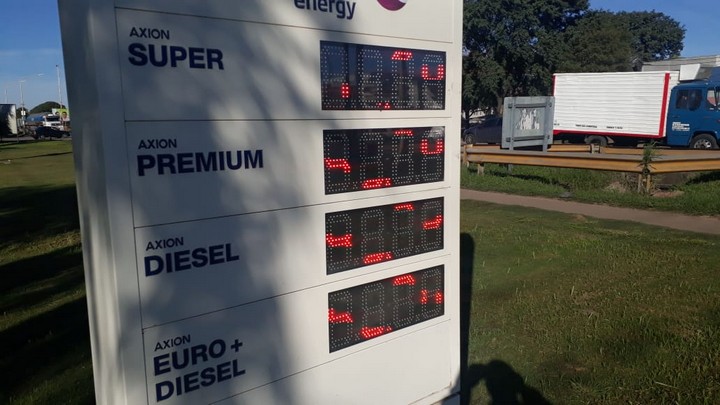 energy
AXION
SUPER
AXION
PREMIUM
AXION
DIESEL
AXION
EURO+
DIESEL